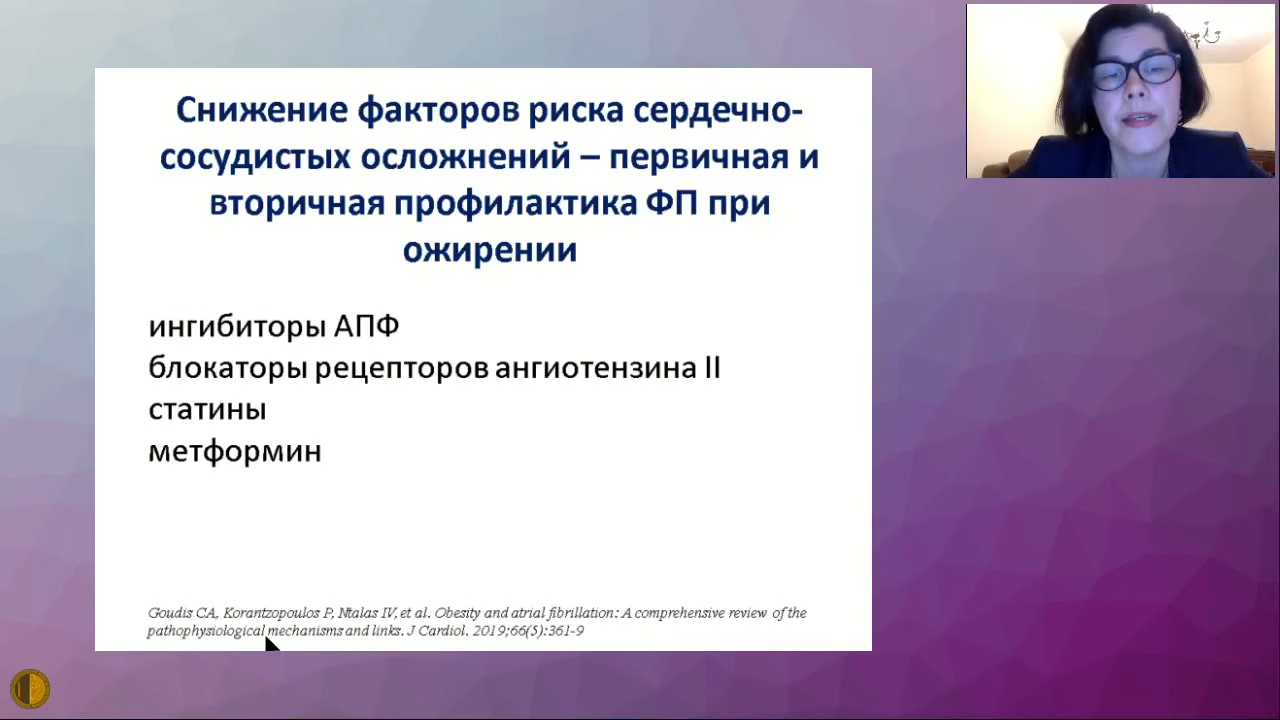 Снижение факторов риска сердечно-
сосудистых осложнений – первичная и
вторичная профилактика ФП при
ожирении
ингибиторы АПФ
блокаторы рецепторов ангиотензина II
статины
метформин
Goudis CA, Korantzopoulos P, Ntalas IV, et al. Obesity and atrial fibrillation: A comprehensive review of the
pathophysiological mechanisms and links. J Cardiol. 2019;66(5):361-9